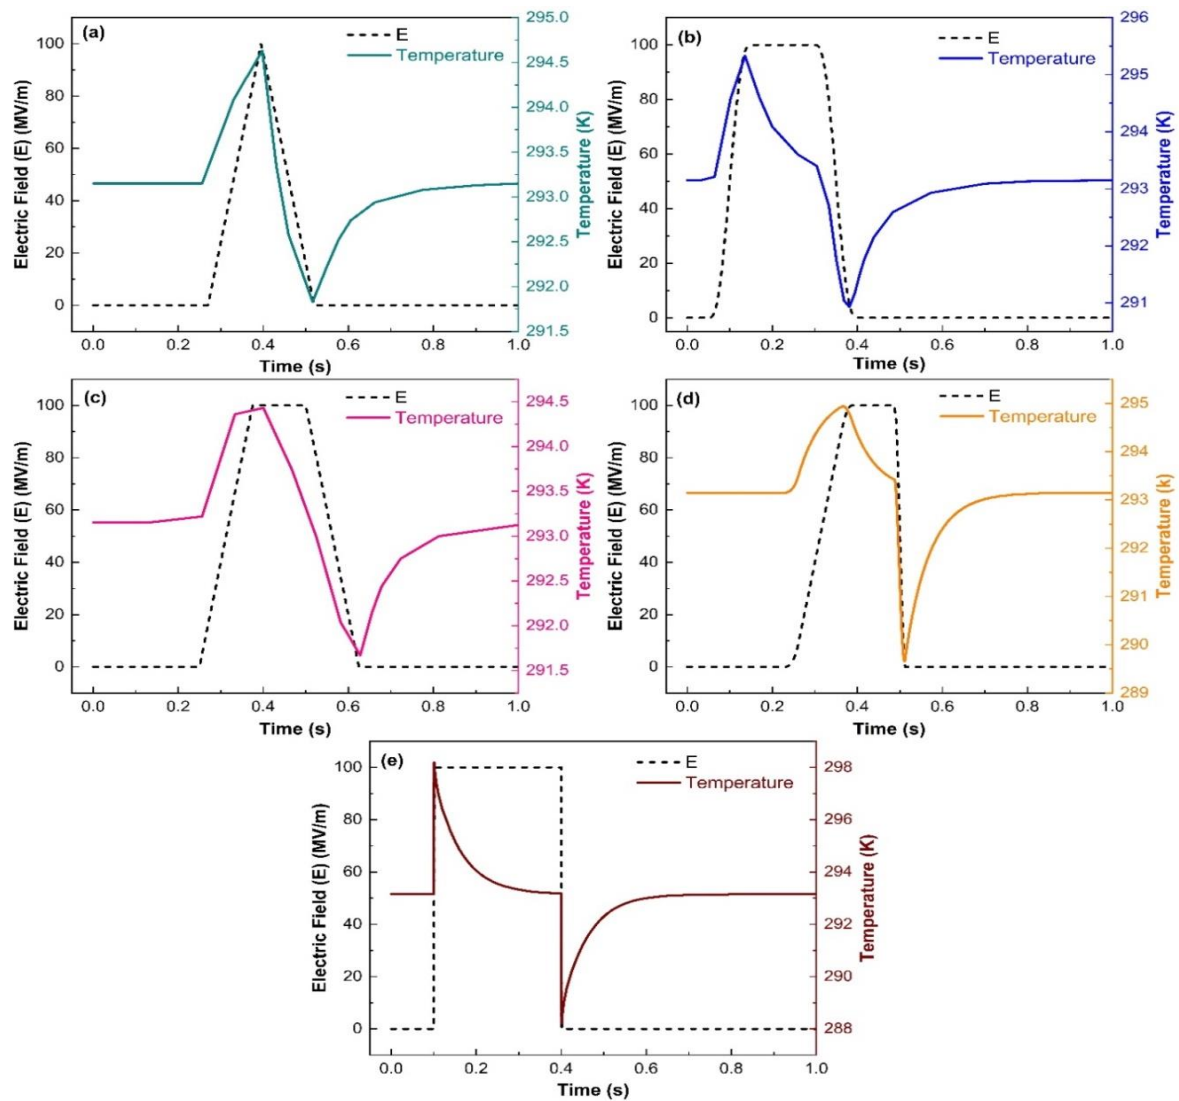 (a)
E
Temperature
Electric Field (E) (MV/m)
100
80
60
40
20
0
295.0
294.5
294.0
293.5
293.0
292.5
292.0
291.5
Temperature (K)
0.0 0.2 0.4 0.6 0.8 1.0
Time (s)
(b)
E
Temperature
Electric Field (E) (MV/m)
100
80
60
40
20
0
296
295
294
293
292
291
Temperature (K)
0.0 0.2 0.4 0.6 0.8 1.0
Time (s)
(c)
E
Temperature
Electric Field (E) (MV/m)
100
80
60
40
20
0
294.5
294.0
293.5
293.0
292.5
292.0
291.5
Temperature (K)
0.0 0.2 0.4 0.6 0.8 1.0
Time (s)
(d)
E
Temperature
Electric Field (E) (MV/m)
100
80
60
40
20
0
295
294
293
292
291
290
289
Temperature (k)
0.0 0.2 0.4 0.6 0.8 1.0
Time (s)
(e)
E
Temperature
Electric Field (E) (MV/m)
100
80
60
40
20
0
298
296
294
292
290
288
Temperature (K)
0.0 0.2 0.4 0.6 0.8 1.0
Time (s)